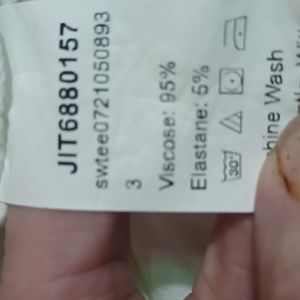 JIT6880157
swtee0721050893
3
Viscose: 95%
Elastane: 5%
30°
hine Wash